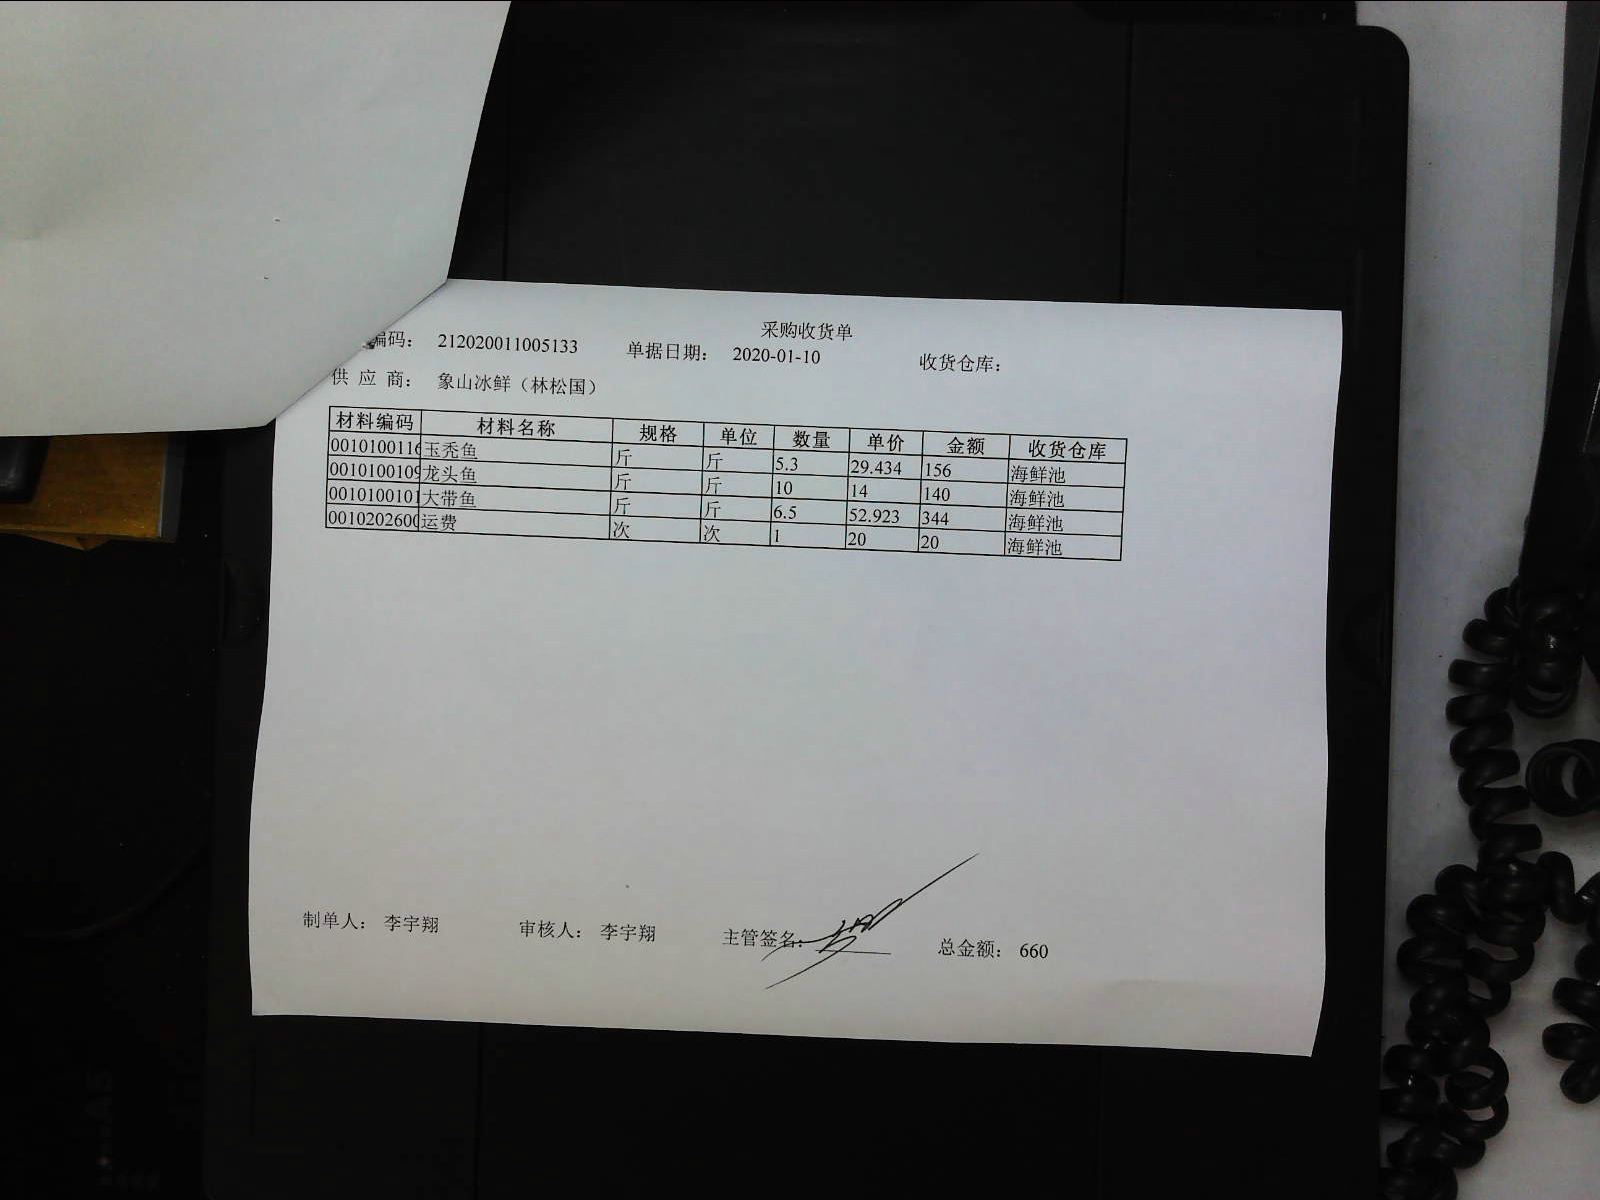 采购收货单
编码： 212020011005133 单据日期： 2020-01-10 收货仓库：
供 应 商： 象山冰鲜（林松国）
材料编码 材料名称 规格 单位 数量 单价 金额 收货仓库
0010100116 玉秃鱼 斤 斤 5.3 29.434 156 海鲜池
0010100109 龙头鱼 斤 斤 10 14 140 海鲜池
0010100101 大带鱼 斤 斤 6.5 52.923 344 海鲜池
0010202600 运费 次 次 1 20 20 海鲜池
制单人： 李宇翔 审核人： 李宇翔 主管签名： 总金额： 660